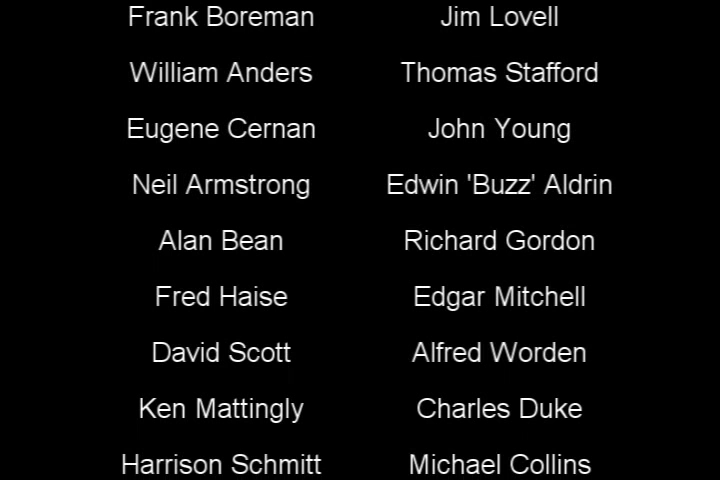 Frank Boreman Jim Lovell
William Anders Thomas Stafford
Eugene Cernan John Young
Neil Armstrong Edwin 'Buzz' Aldrin
Alan Bean Richard Gordon
Fred Haise Edgar Mitchell
David Scott Alfred Worden
Ken Mattingly Charles Duke
Harrison Schmitt Michael Collins